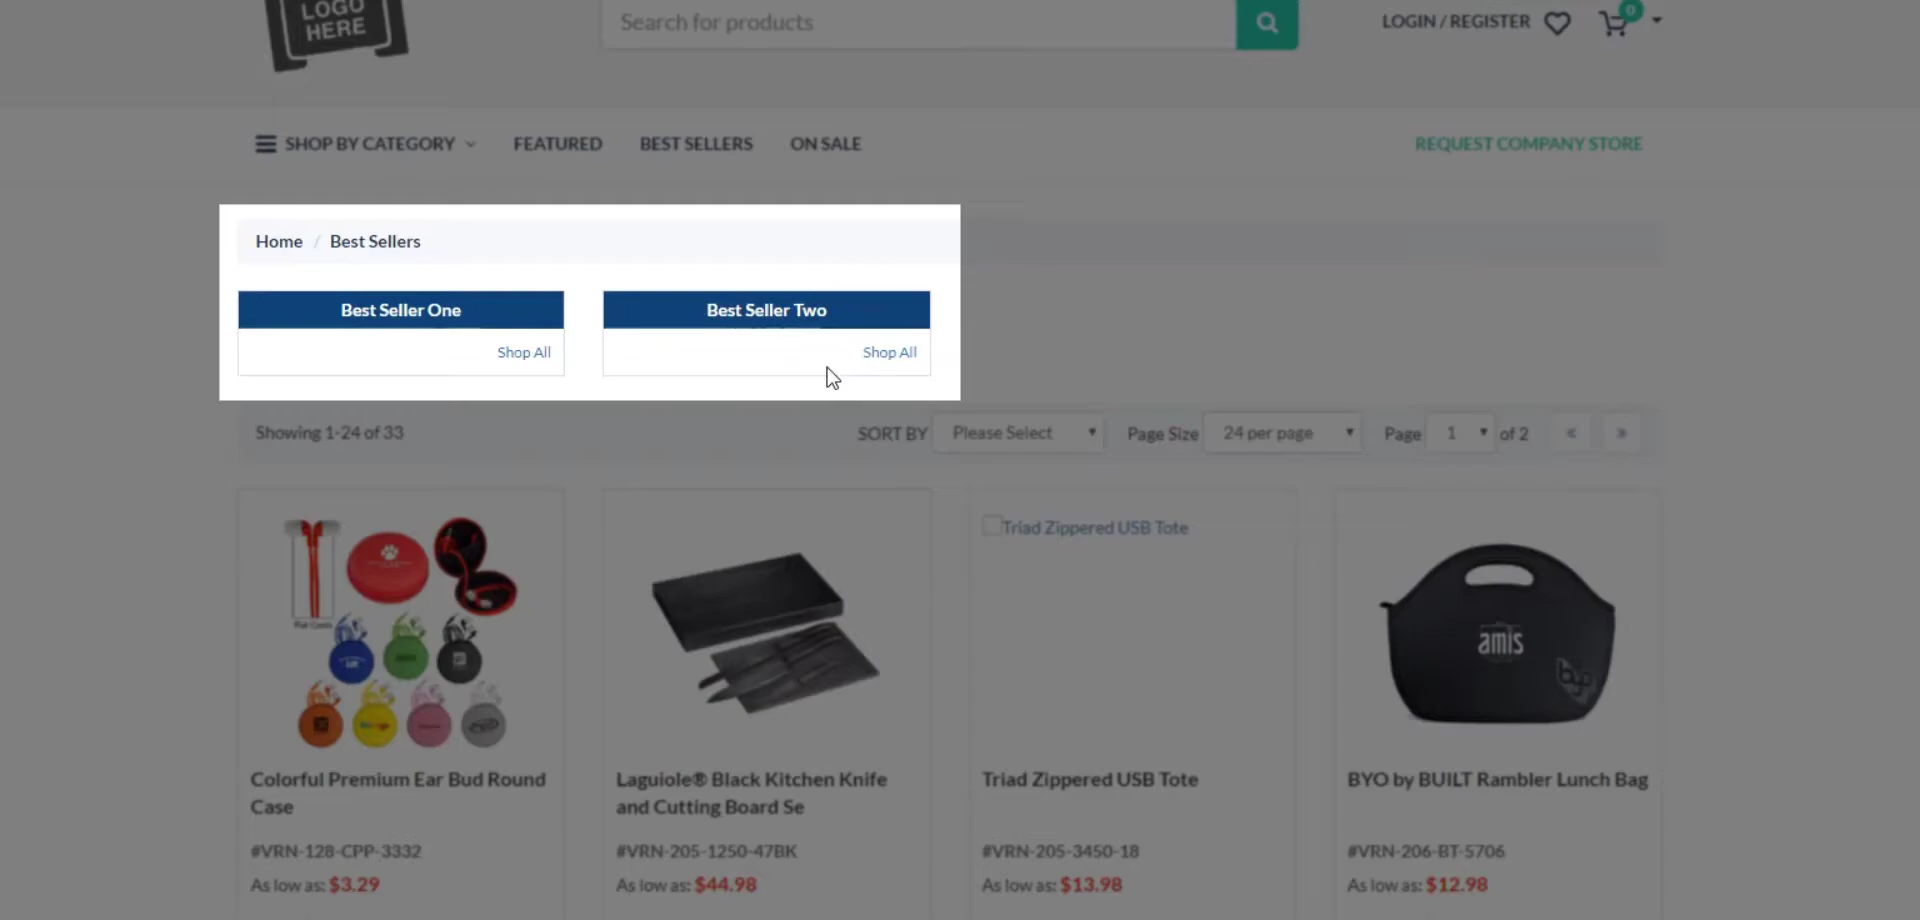 LOGO
HERE
Search for products
LOGIN / REGISTER
0
SHOP BY CATEGORY
FEATURED
BEST SELLERS
ON SALE
REQUEST COMPANY STORE
Home / Best Sellers
Best Seller One
Shop All
Best Seller Two
Shop All
Showing 1-24 of 33
SORT BY
Please Select
Page Size
24 per page
Page
1
of 2
«
»
Triad Zippered USB Tote
amis
byo
Colorful Premium Ear Bud Round
Case
#VRN-128-CPP-3332
As low as: $3.29
Laguiole® Black Kitchen Knife
and Cutting Board Se
#VRN-205-1250-47BK
As low as: $44.98
Triad Zippered USB Tote
#VRN-205-3450-18
As low as: $13.98
BYO by BUILT Rambler Lunch Bag
#VRN-206-BT-5706
As low as: $12.98